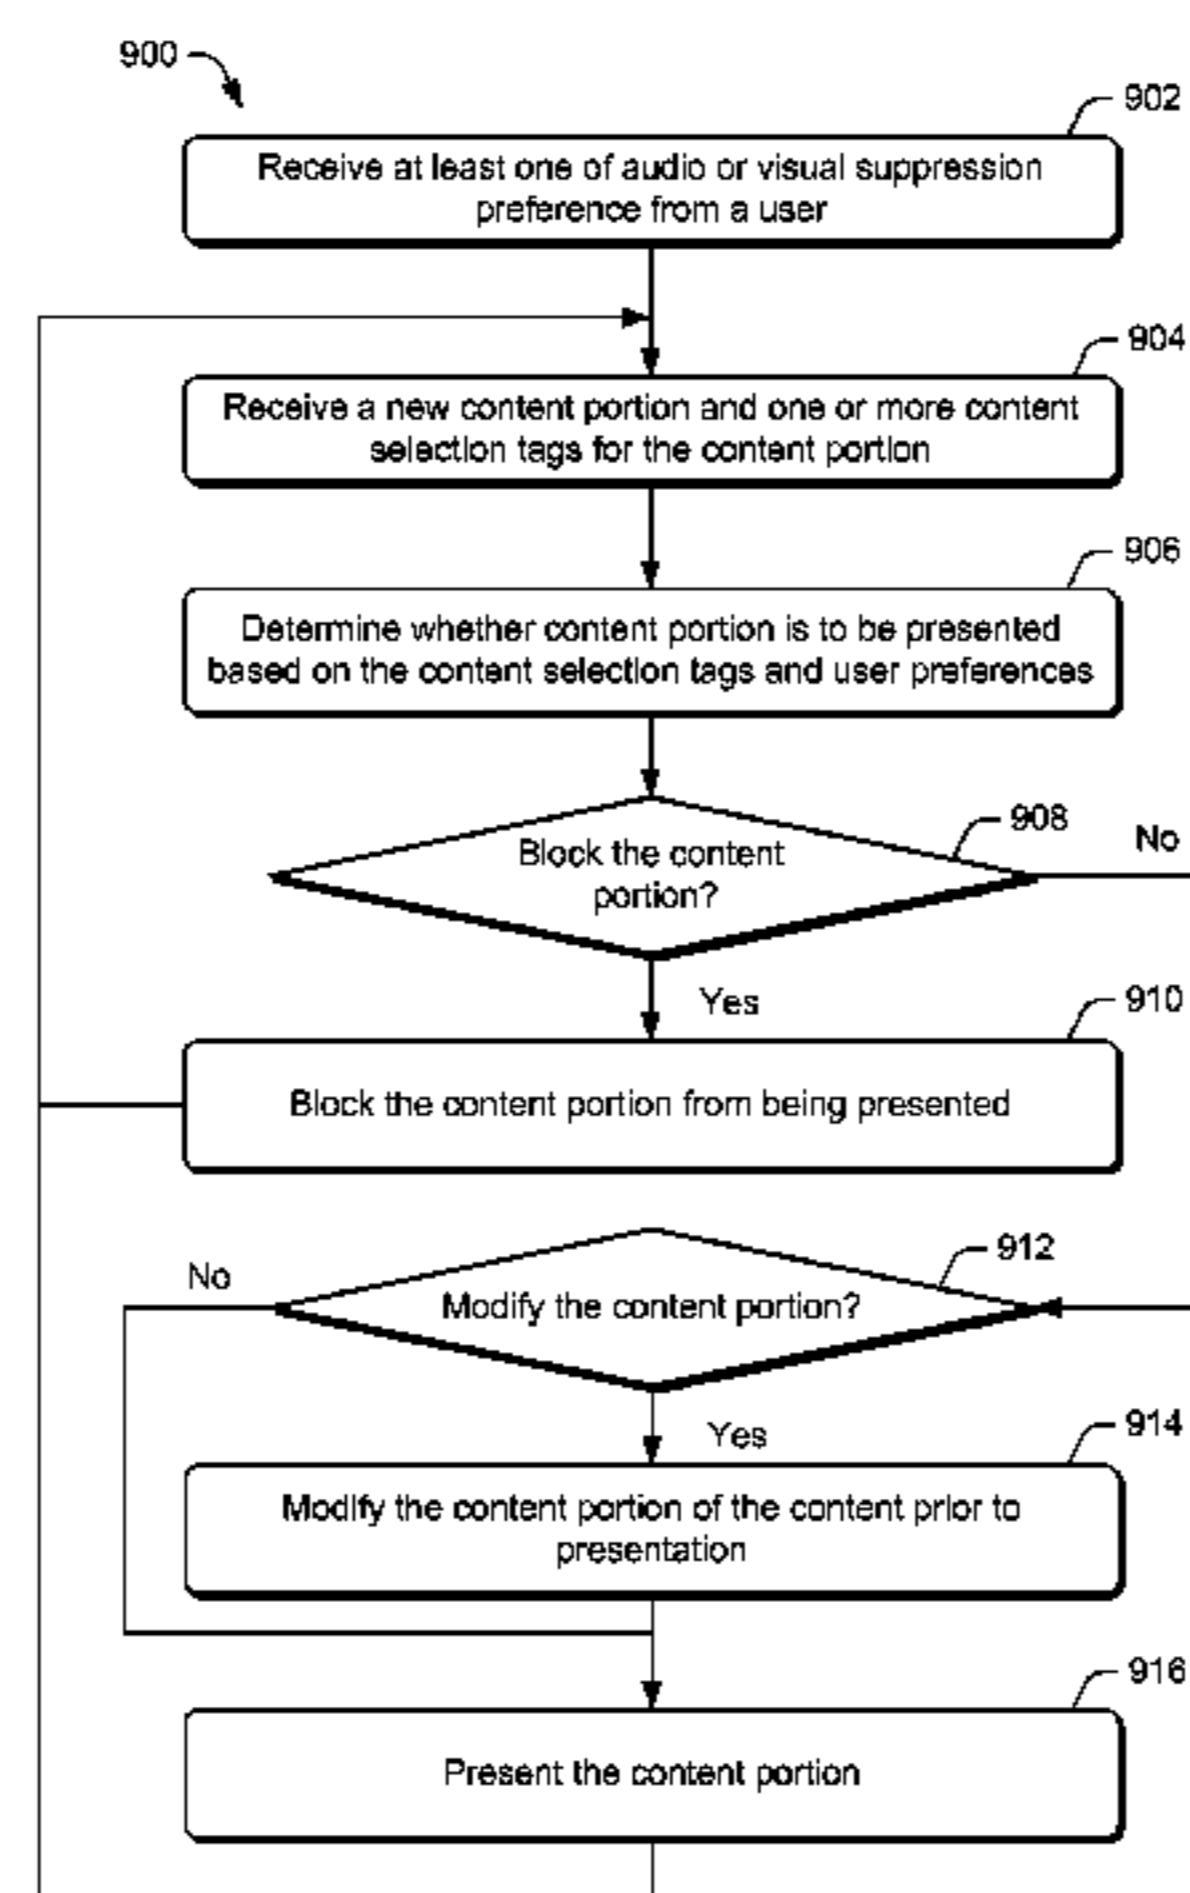 900
902
Receive at least one of audio or visual suppression
preference from a user
904
Receive a new content portion and one or more content
selection tags for the content portion
906
Determine whether content portion is to be presented
based on the content selection tags and user preferences
908
No
Block the content
portion?
Yes
910
Block the content portion from being presented
912
No
Modify the content portion?
Yes
914
Modify the content portion of the content prior to
presentation
916
Present the content portion